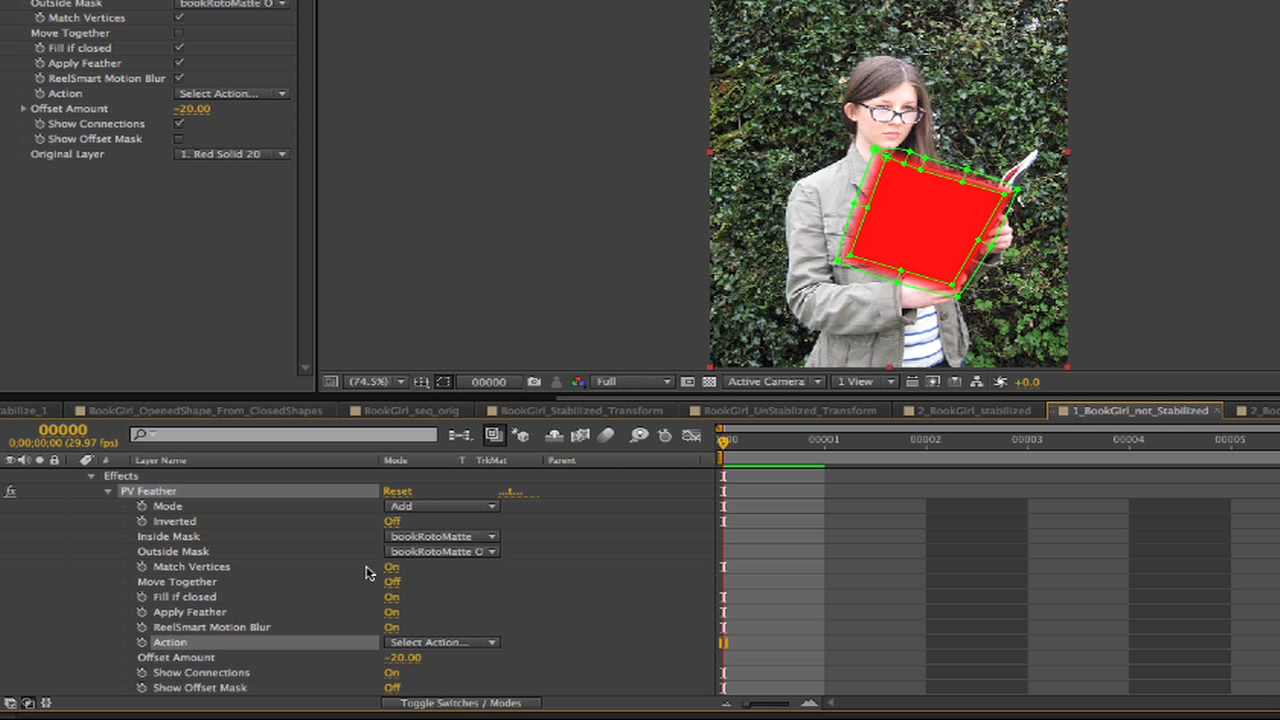 Outside Mask bookRotoMatte O
Match Vertices
Move Together
Fill if closed
Apply Feather
ReelSmart Motion Blur
Action Select Action...
Offset Amount -20.00
Show Connections
Show Offset Mask
Original Layer 1. Red Solid 20
(74.5%) 00000 Full Active Camera 1 View +0.0
tabilize_1 BookGirl_OpenedShape_From_ClosedShapes BookGirl_seq_orig BookGirl_Stabilized_Transform BookGirl_UnStablized_Transform 2_BookGirl_stabilized 1_BookGirl_not_Stabilized 2_Boo
00000
0;00;00;00 (29.97 fps)
:00 00001 00002 00003 00004 00005
# Layer Name Mode T TrkMat Parent
Effects
fx PV Feather Reset ...t...
Mode Add
Inverted Off
Inside Mask bookRotoMatte
Outside Mask bookRotoMatte O
Match Vertices On
Move Together Off
Fill if closed On
Apply Feather On
ReelSmart Motion Blur On
Action Select Action...
Offset Amount -20.00
Show Connections On
Show Offset Mask Off
Toggle Switches / Modes